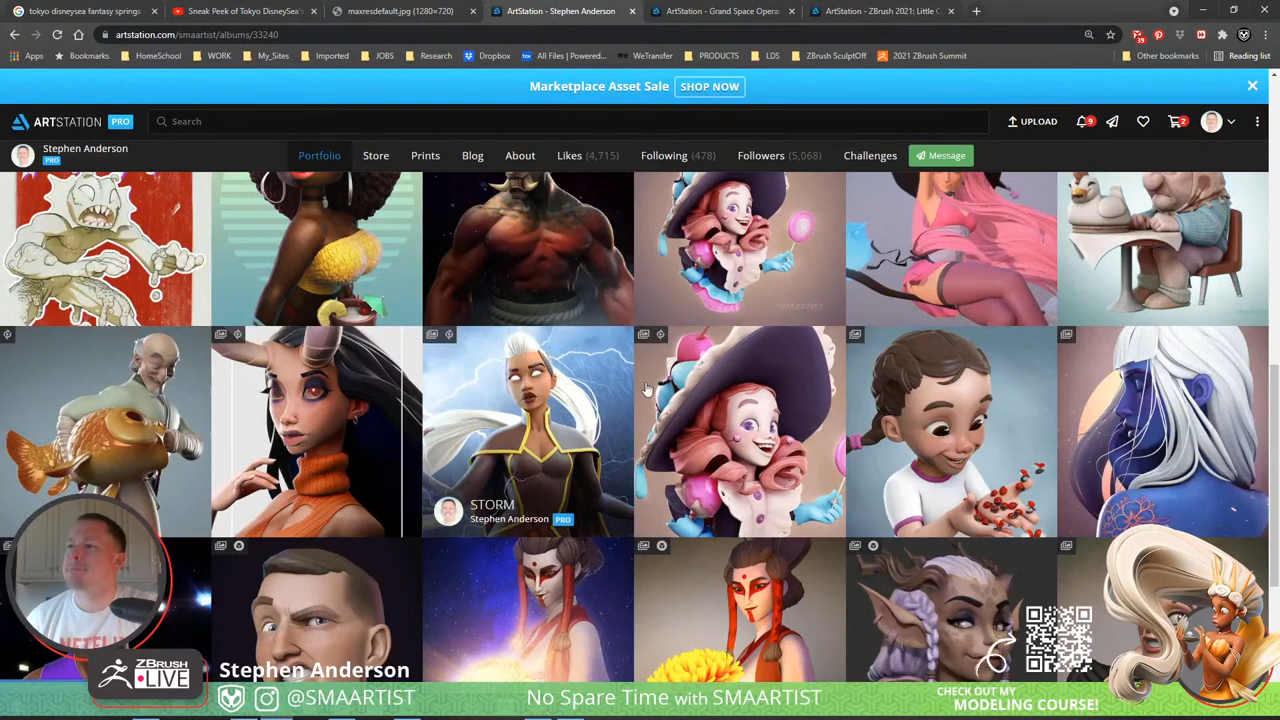 tokyo disneysea fantasy springs
Sneak Peek of Tokyo DisneySea's
maxresdefault.jpg (1280×720)
ArtStation - Stephen Anderson
ArtStation - Grand Space Opera
ArtStation - ZBrush 2021: Little C
artstation.com/smaartist/albums/33240
39
Apps
Bookmarks
HomeSchool
WORK
My_Sites
Imported
JOBS
Research
Dropbox
All Files | Powered...
WeTransfer
PRODUCTS
LDS
ZBrush SculptOff
2021 ZBrush Summit
Other bookmarks
Reading list
Marketplace Asset Sale SHOP NOW
ARTSTATION PRO
Search
UPLOAD
9
2
Stephen Anderson
PRO
Portfolio
Store
Prints
Blog
About
Likes (4,715)
Following (478)
Followers (5,068)
Challenges
Message
SMAARTIST
STORM
Stephen Anderson PRO
NETFLIX
ZBRUSH
LIVE
Stephen Anderson
@SMAARTIST
No Spare Time with SMAARTIST
CHECK OUT MY
MODELING COURSE!